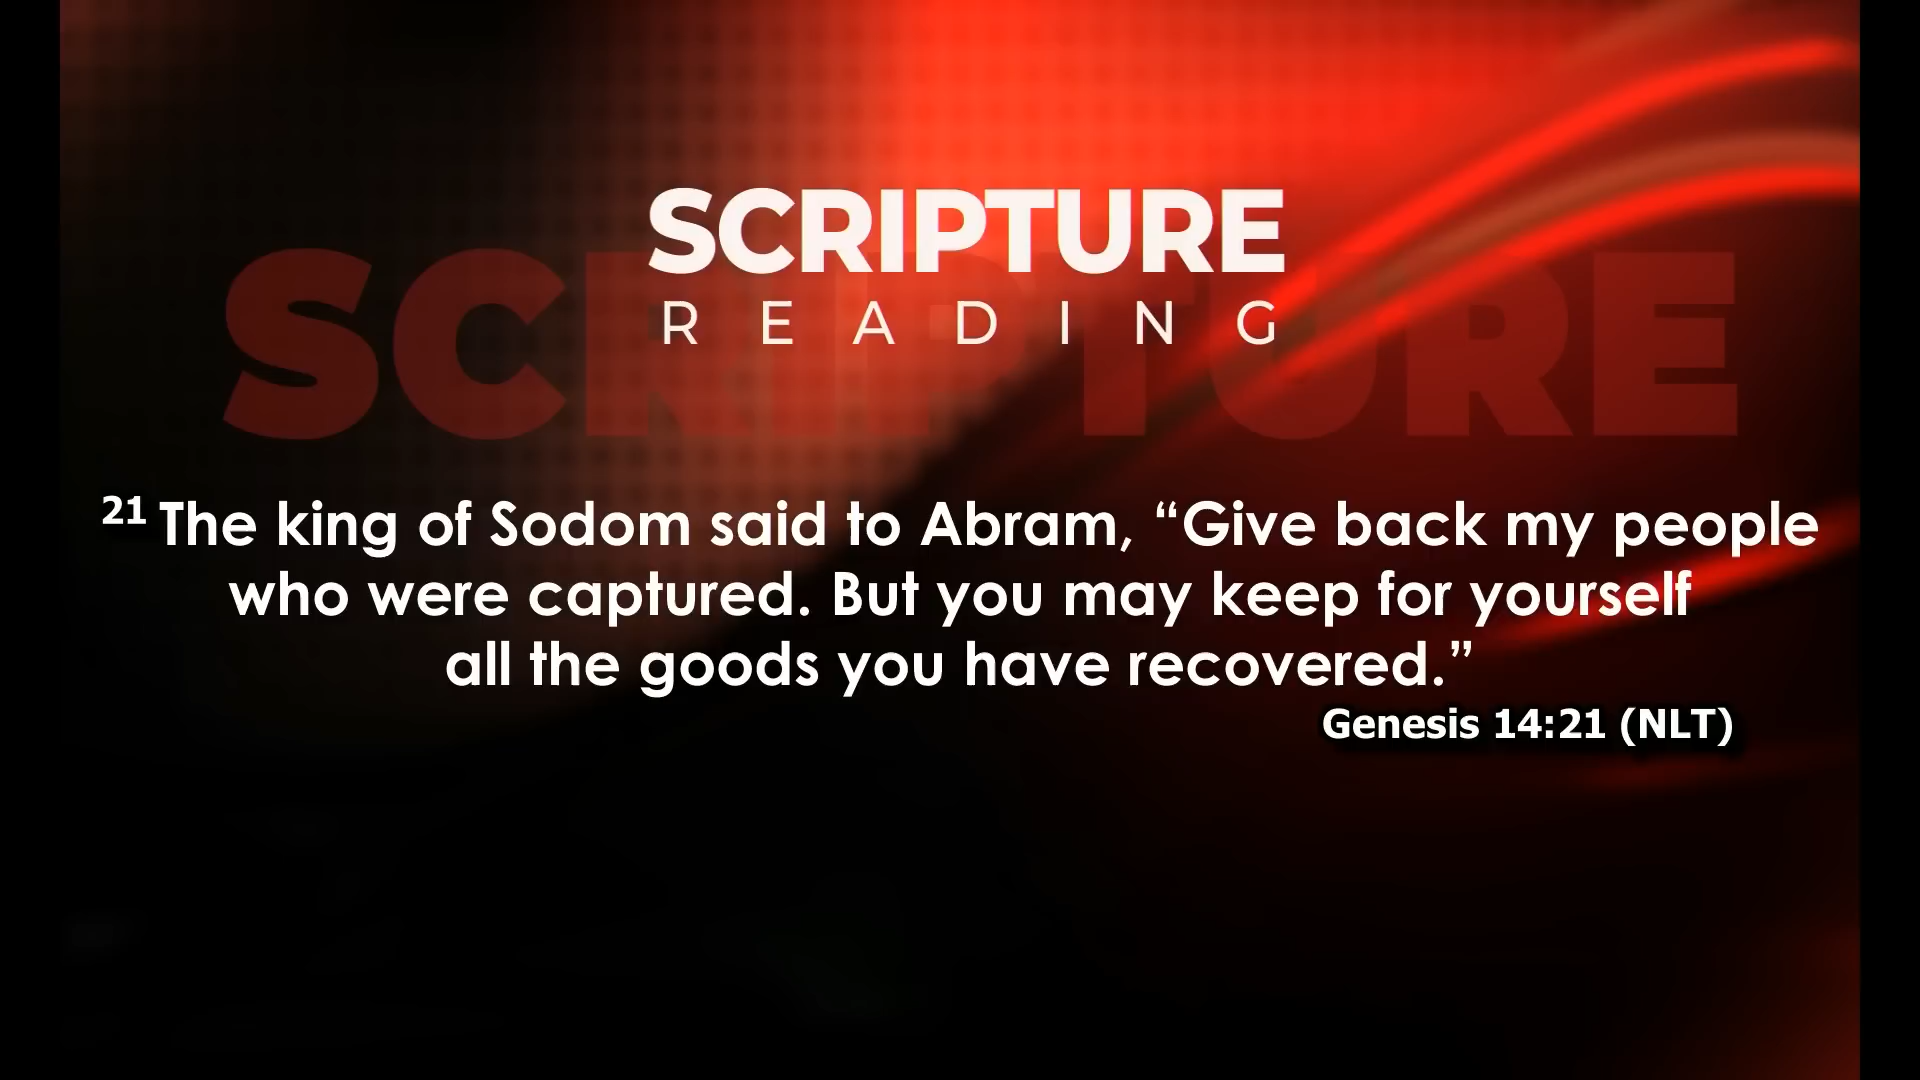 SCRIPTURE
SCRIPTURE
READING
21 The king of Sodom said to Abram, “Give back my people
who were captured. But you may keep for yourself
all the goods you have recovered.”
Genesis 14:21 (NLT)